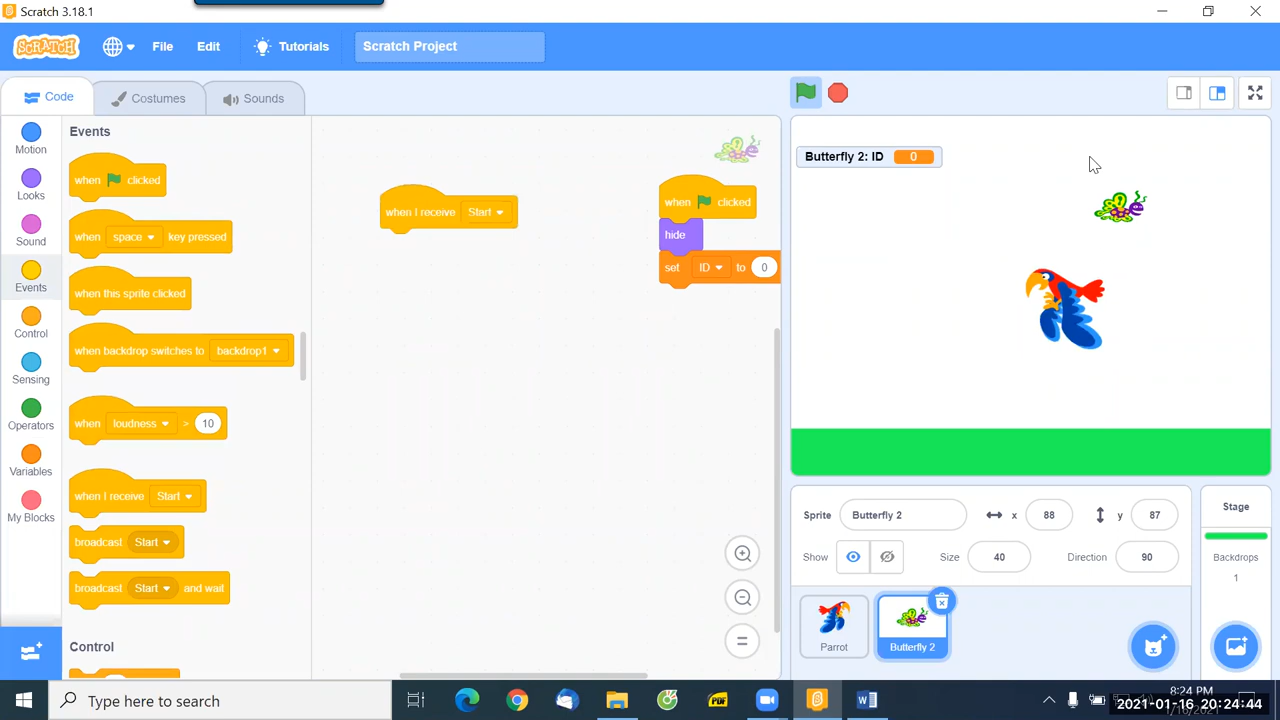 Scratch 3.18.1
SCRATCH File Edit Tutorials Scratch Project
Code Costumes Sounds
Motion
Looks
Sound
Events
Control
Sensing
Operators
Variables
My Blocks
Events
when clicked
when space key pressed
when this sprite clicked
when backdrop switches to backdrop1
when loudness > 10
when I receive Start
broadcast Start
broadcast Start and wait
Control
when I receive Start
when clicked
hide
set ID to 0
Butterfly 2: ID 0
Sprite Butterfly 2 x 88 y 87
Show Size 40 Direction 90
Parrot
Butterfly 2
Stage
Backdrops
1
Type here to search
PDF
8:24 PM
2021-01-16 20:24:44